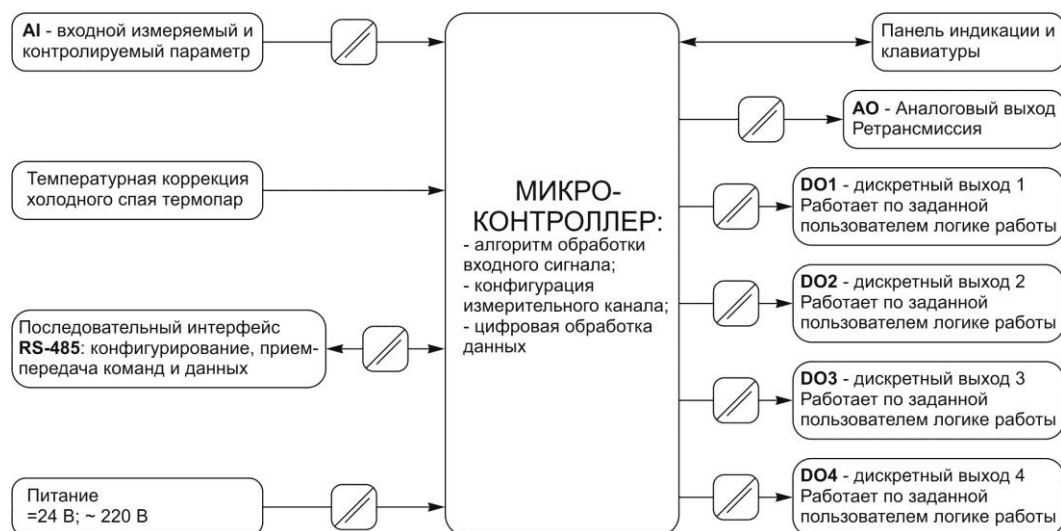 AI - входной измеряемый и
контролируемый параметр
Температурная коррекция
холодного спая термопар
Последовательный интерфейс
RS-485: конфигурирование, прием-
передача команд и данных
Питание
=24 В; ~ 220 В
МИКРО-
КОНТРОЛЛЕР:
- алгоритм обработки
входного сигнала;
- конфигурация
измерительного канала;
- цифровая обработка
данных
Панель индикации и
клавиатуры
AO - Аналоговый выход
Ретрансмиссия
DO1 - дискретный выход 1
Работает по заданной
пользователем логике работы
DO2 - дискретный выход 2
Работает по заданной
пользователем логике работы
DO3 - дискретный выход 3
Работает по заданной
пользователем логике работы
DO4 - дискретный выход 4
Работает по заданной
пользователем логике работы